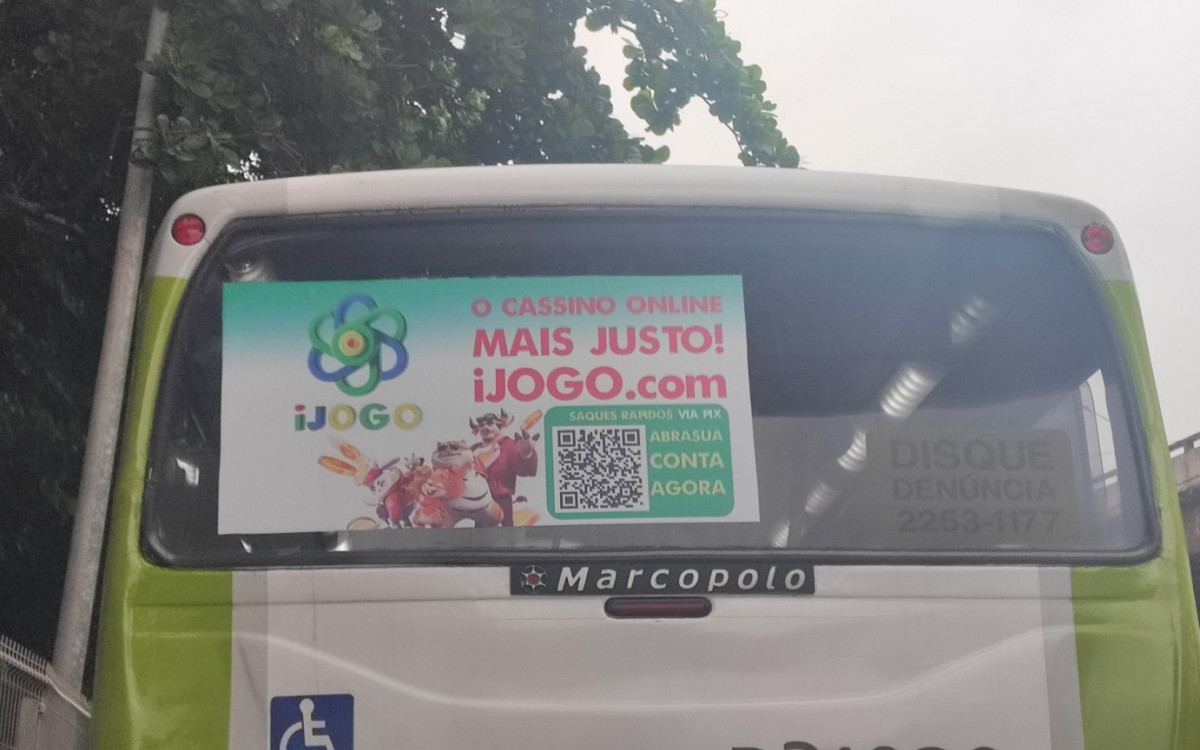 O CASSINO ONLINE
MAIS JUSTO!
iJOGO.com
iJOGO
SAQUES RAPIDOS VIA PIX
ABRASUA
CONTA
AGORA
DISQUE
DENÚNCIA
2253-1177
Marcopolo